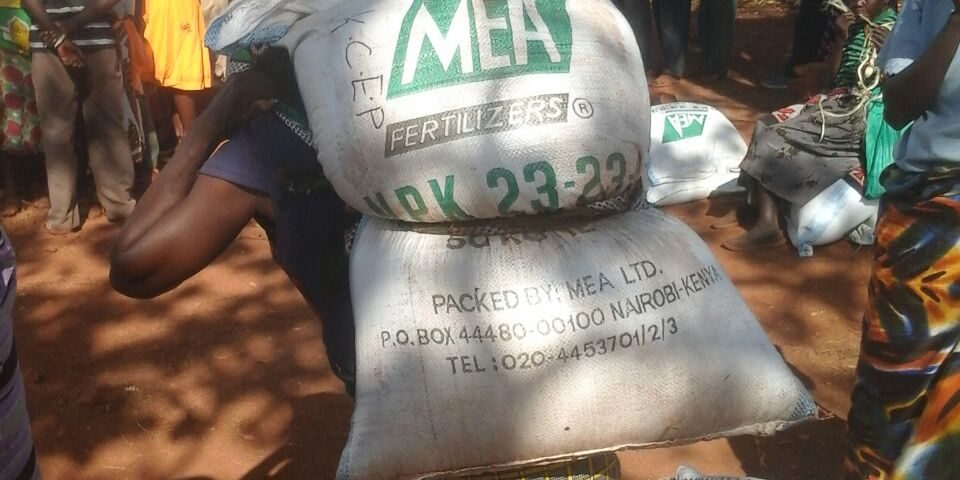 K.C.E.P
MEA
FERTILIZERS ®
NPK 23-23
PACKED BY: MEA LTD.
P.O. BOX 44480-00100 NAIROBI-KENYA
TEL: 020-4453701/2/3
MEA